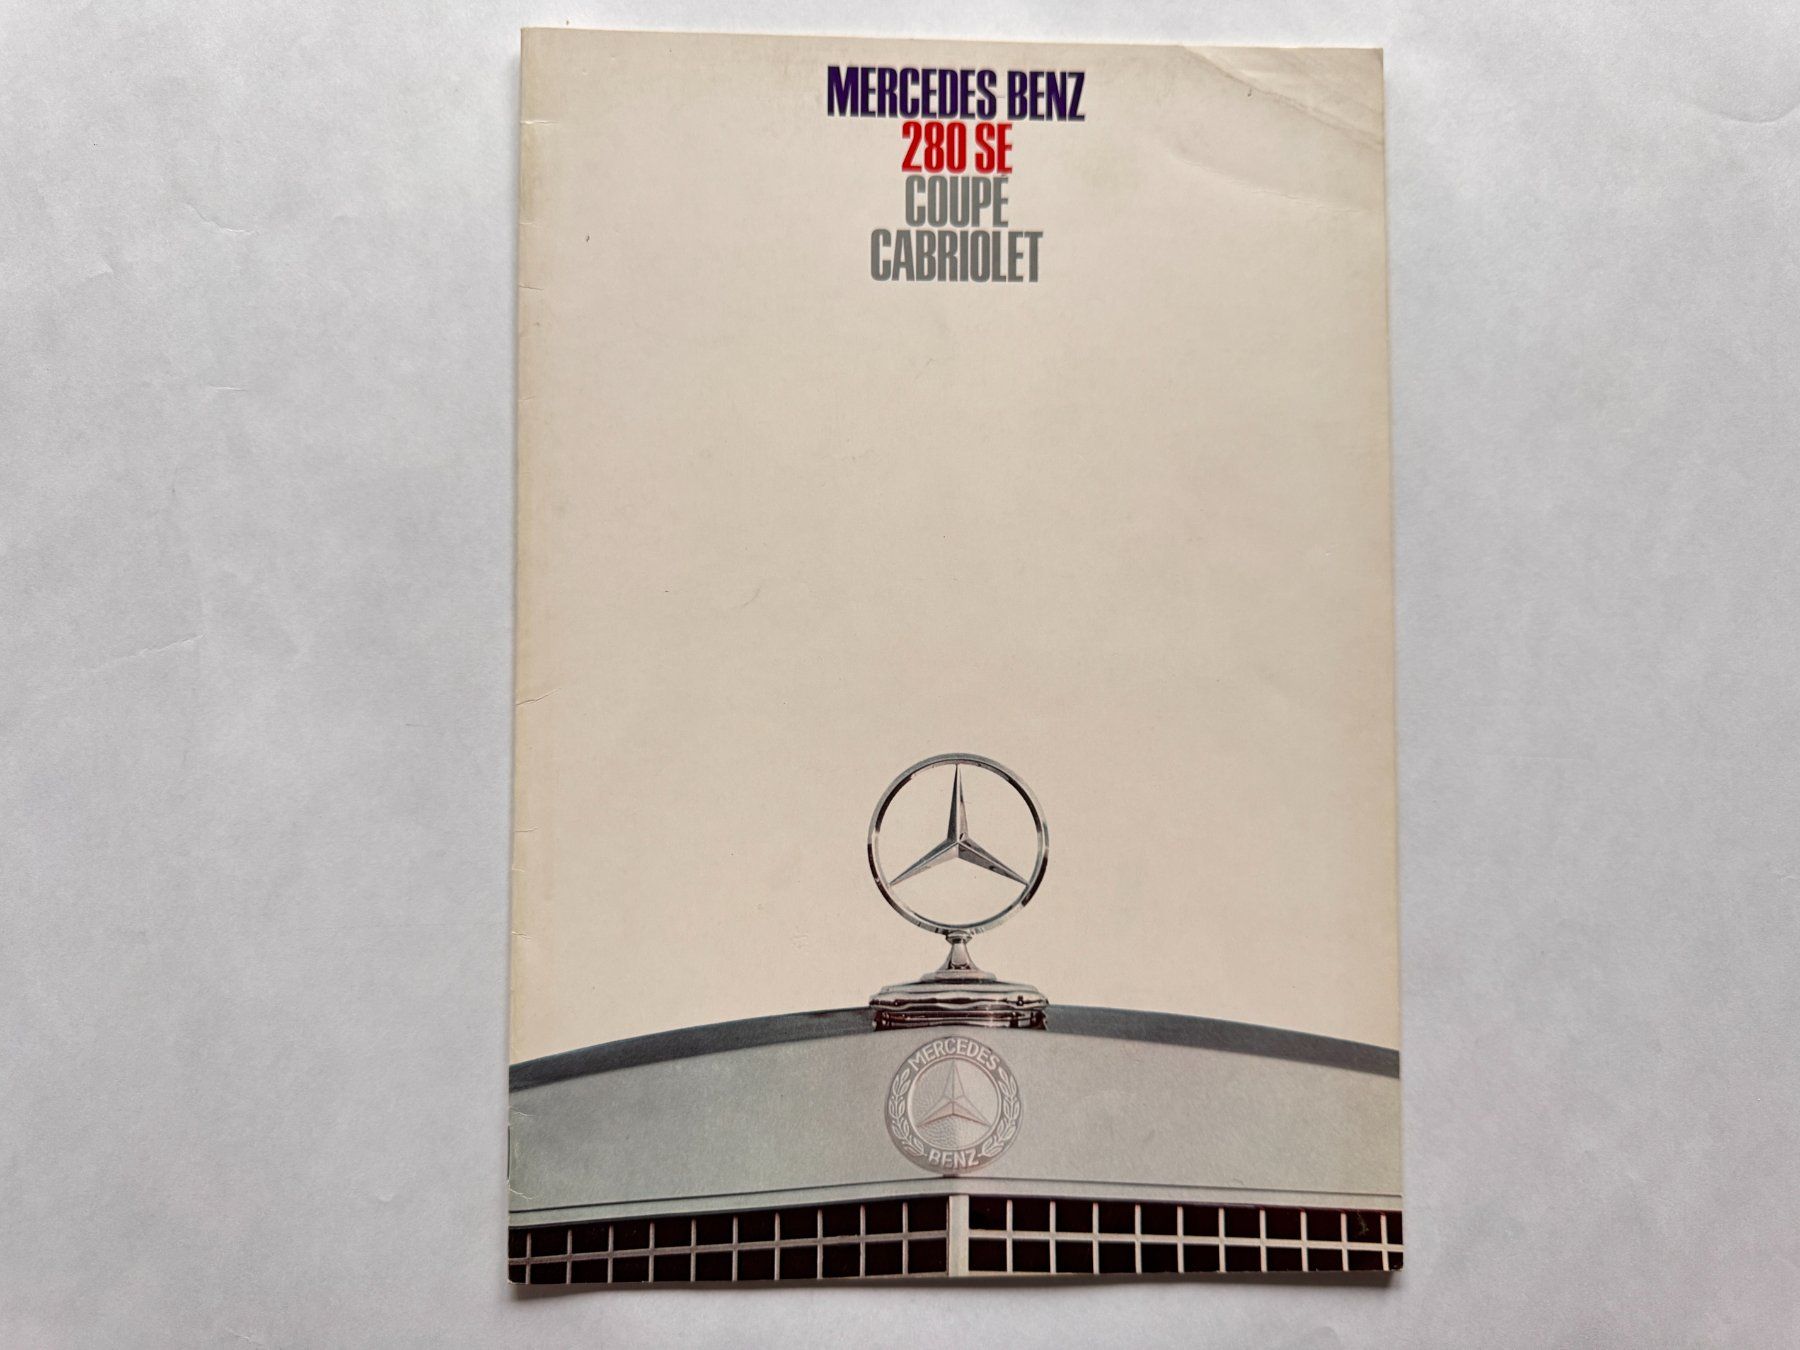 MERCEDES BENZ
280 SE
COUPÉ
CABRIOLET
MERCEDES
BENZ